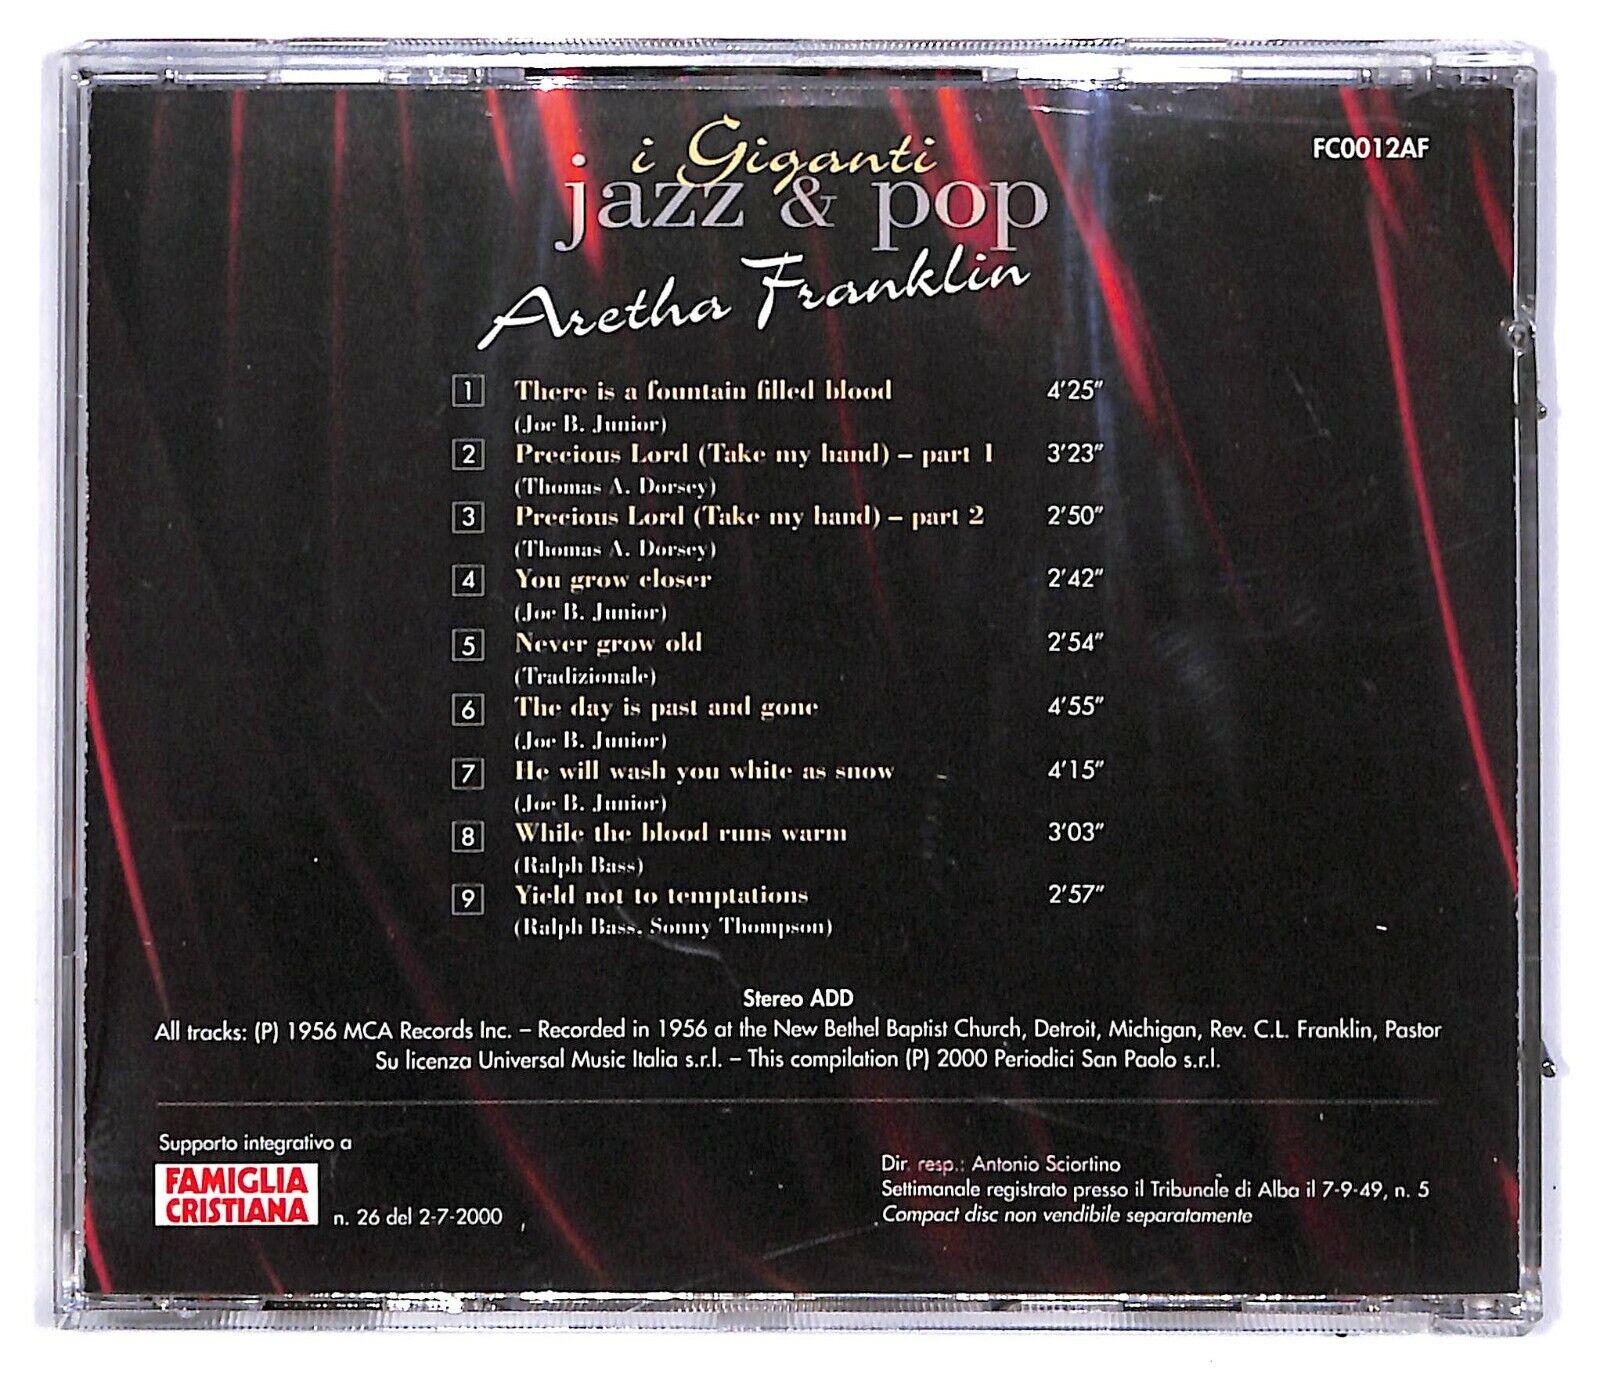 FC0012AF
i Giganti
jazz & pop
Aretha Franklin
1 There is a fountain filled blood 4'25"
(Joe B. Junior)
2 Precious Lord (Take my hand) – part 1 3'23"
(Thomas A. Dorsey)
3 Precious Lord (Take my hand) – part 2 2'50"
(Thomas A. Dorsey)
4 You grow closer 2'42"
(Joe B. Junior)
5 Never grow old 2'54"
(Tradizionale)
6 The day is past and gone 4'55"
(Joe B. Junior)
7 He will wash you white as snow 4'15"
(Joe B. Junior)
8 While the blood runs warm 3'03"
(Ralph Bass)
9 Yield not to temptations 2'57"
(Ralph Bass, Sonny Thompson)
Stereo ADD
All tracks: (P) 1956 MCA Records Inc. – Recorded in 1956 at the New Bethel Baptist Church, Detroit, Michigan, Rev. C.L. Franklin, Pastor
Su licenza Universal Music Italia s.r.l. – This compilation (P) 2000 Periodici San Paolo s.r.l.
Supporto integrativo a
FAMIGLIA
CRISTIANA
n. 26 del 2-7-2000
Dir. resp.: Antonio Sciortino
Settimanale registrato presso il Tribunale di Alba il 7-9-49, n. 5
Compact disc non vendibile separatamente